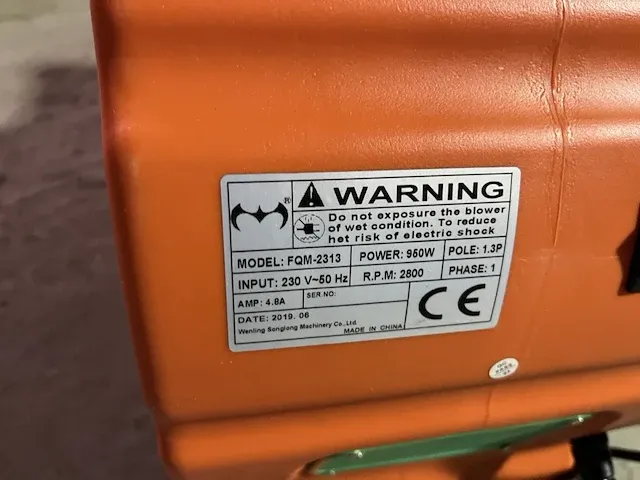 ®
WARNING
Do not exposure the blower
of wet condition. To reduce
het risk of electric shock
MODEL: FQM-2313 POWER: 950W POLE: 1.3P
INPUT: 230 V~50 Hz R.P.M: 2800 PHASE: 1
AMP: 4.8A SER.NO:
DATE: 2019. 06 CE
Wenling Songlong Machinery Co.,Ltd.
MADE IN CHINA